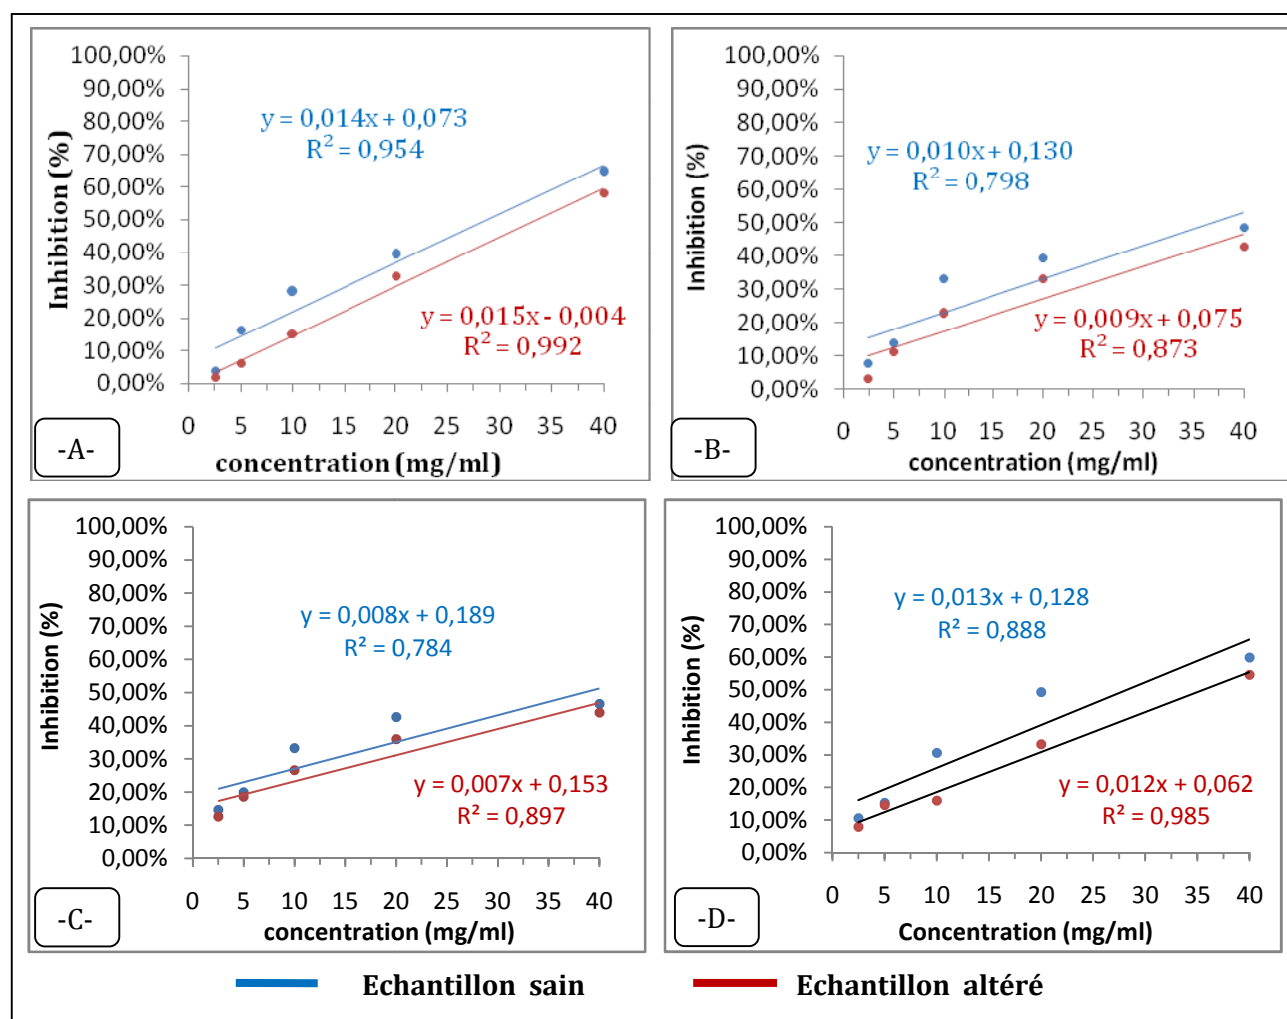 100,00%
90,00%
80,00%
70,00%
60,00%
50,00%
40,00%
30,00%
20,00%
10,00%
0,00%
Inhibition (%)
y = 0,014x + 0,073
R² = 0,954
y = 0,015x - 0,004
R² = 0,992
0 5 10 15 20 25 30 35 40
concentration (mg/ml)
-A-
100,00%
90,00%
80,00%
70,00%
60,00%
50,00%
40,00%
30,00%
20,00%
10,00%
0,00%
Inhibition (%)
y = 0,010x + 0,130
R² = 0,798
y = 0,009x + 0,075
R² = 0,873
0 5 10 15 20 25 30 35 40
concentration (mg/ml)
-B-
100,00%
90,00%
80,00%
70,00%
60,00%
50,00%
40,00%
30,00%
20,00%
10,00%
0,00%
Inhibition (%)
y = 0,008x + 0,189
R² = 0,784
y = 0,007x + 0,153
R² = 0,897
0 5 10 15 20 25 30 35 40
concentration (mg/ml)
-C-
100,00%
90,00%
80,00%
70,00%
60,00%
50,00%
40,00%
30,00%
20,00%
10,00%
0,00%
Inhibition (%)
y = 0,013x + 0,128
R² = 0,888
y = 0,012x + 0,062
R² = 0,985
0 5 10 15 20 25 30 35 40
Concentration (mg/ml)
-D-
Echantillon sain
Echantillon altéré